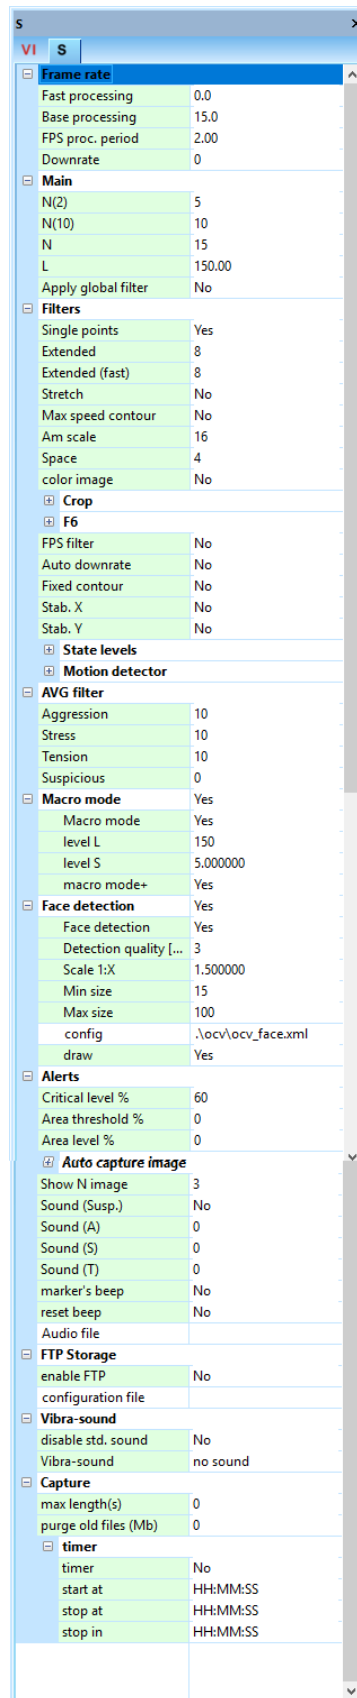 S
VI S
Frame rate
Fast processing 0.0
Base processing 15.0
FPS proc. period 2.00
Downrate 0
Main
N(2) 5
N(10) 10
N 15
L 150.00
Apply global filter No
Filters
Single points Yes
Extended 8
Extended (fast) 8
Stretch No
Max speed contour No
Am scale 16
Space 4
color image No
Crop
F6
FPS filter No
Auto downrate No
Fixed contour No
Stab. X No
Stab. Y No
State levels
Motion detector
AVG filter
Aggression 10
Stress 10
Tension 10
Suspicious 0
Macro mode Yes
Macro mode Yes
level L 150
level S 5.000000
macro mode+ Yes
Face detection Yes
Face detection Yes
Detection quality [... 3
Scale 1:X 1.500000
Min size 15
Max size 100
config .\ocv\ocv_face.xml
draw Yes
Alerts
Critical level % 60
Area threshold % 0
Area level % 0
Auto capture image
Show N image 3
Sound (Susp.) No
Sound (A) 0
Sound (S) 0
Sound (T) 0
marker's beep No
reset beep No
Audio file
FTP Storage
enable FTP No
configuration file
Vibra-sound
disable std. sound No
Vibra-sound no sound
Capture
max length(s) 0
purge old files (Mb) 0
timer
timer No
start at HH:MM:SS
stop at HH:MM:SS
stop in HH:MM:SS